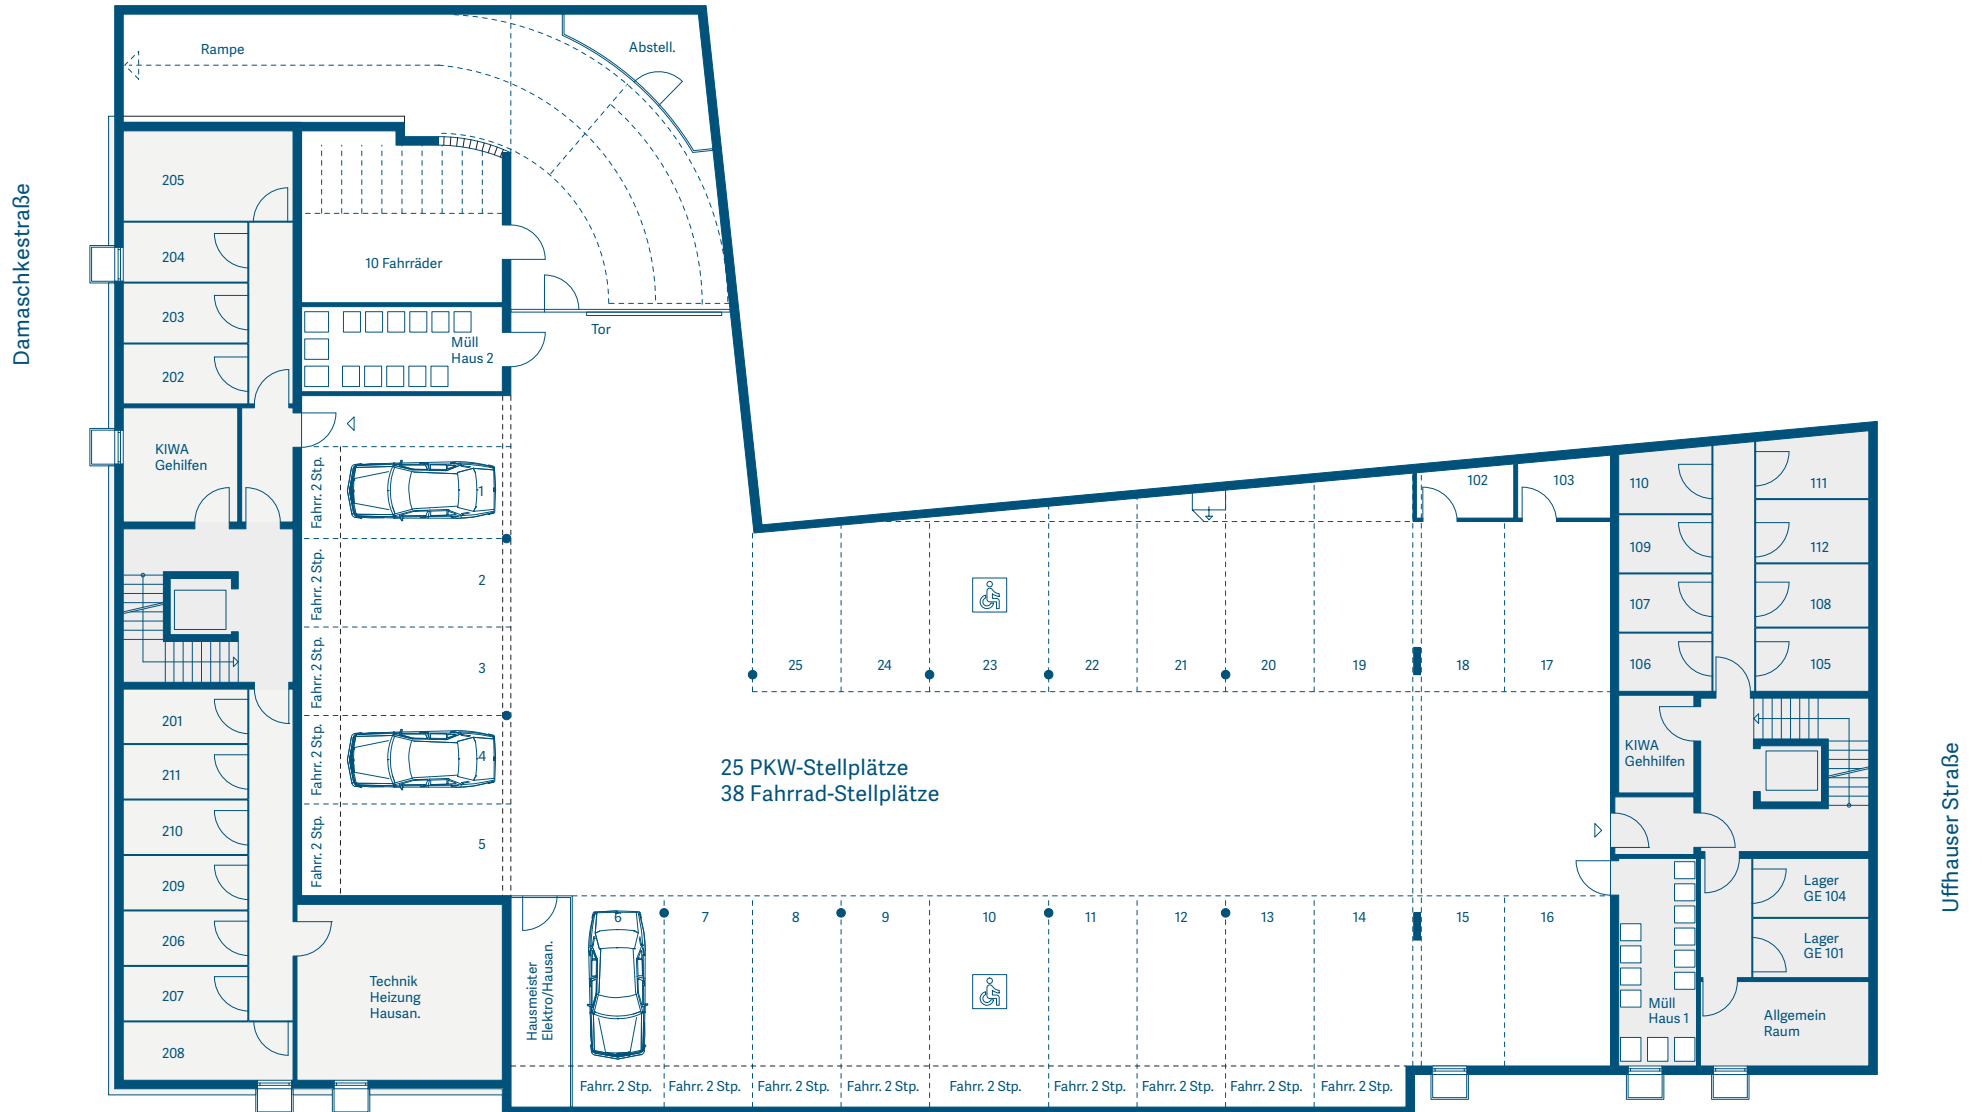 Rampe
Abstell.
Damaschkestraße
205
204
203
202
10 Fahrräder
Müll
Haus 2
Tor
KIWA
Gehilfen
Fahrr. 2 Stp.
1
Fahrr. 2 Stp.
2
Fahrr. 2 Stp.
3
Fahrr. 2 Stp.
4
Fahrr. 2 Stp.
5
201
211
210
209
206
207
208
Technik
Heizung
Hausan.
Hausmeister
Elektro/Hausan.
25 PKW-Stellplätze
38 Fahrrad-Stellplätze
25
24
23
22
21
20
19
18
17
102
103
6
7
8
9
10
11
12
13
14
15
16
Fahrr. 2 Stp.
Fahrr. 2 Stp.
Fahrr. 2 Stp.
Fahrr. 2 Stp.
Fahrr. 2 Stp.
Fahrr. 2 Stp.
Fahrr. 2 Stp.
Fahrr. 2 Stp.
Fahrr. 2 Stp.
110
111
109
112
107
108
106
105
KIWA
Gehhilfen
Lager
GE 104
Lager
GE 101
Müll
Haus 1
Allgemein
Raum
Uffhauser Straße